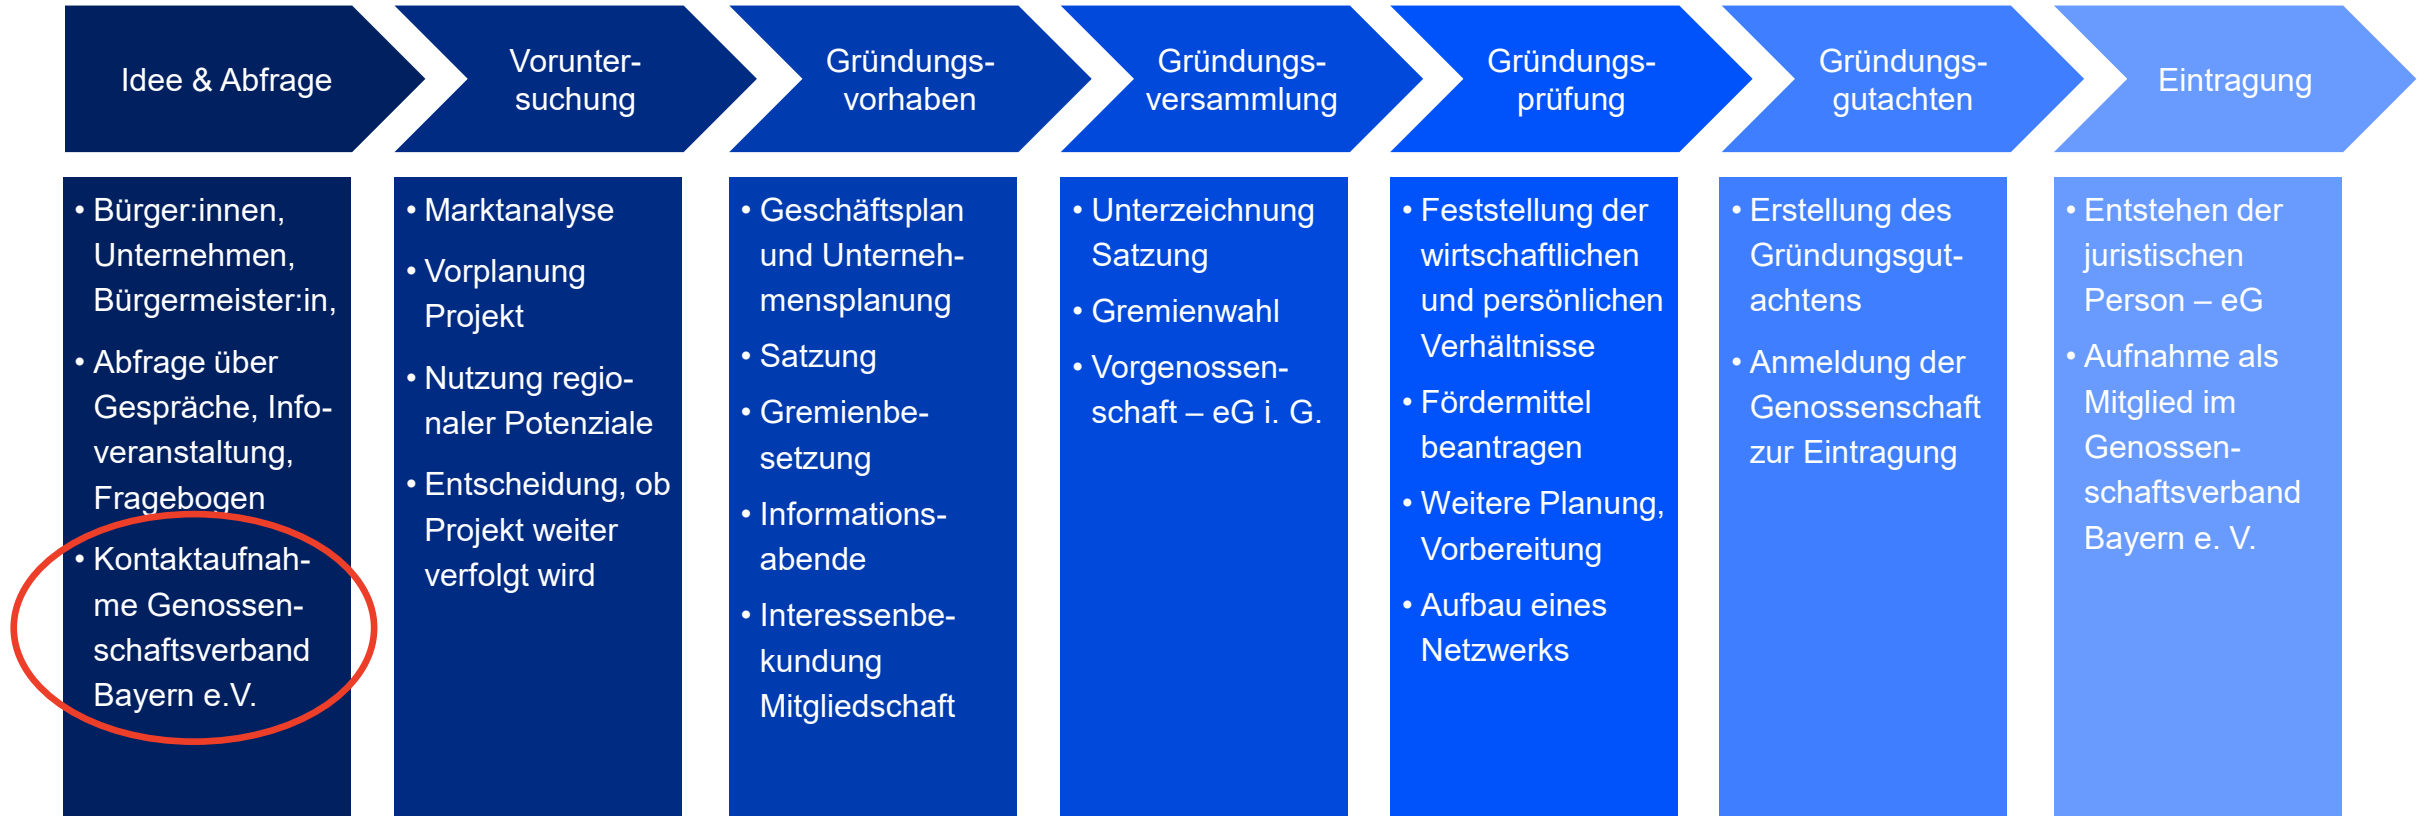 Idee & Abfrage
Vorunter-
suchung
Gründungs-
vorhaben
Gründungs-
versammlung
Gründungs-
prüfung
Gründungs-
gutachten
Eintragung
• Bürger:innen,
Unternehmen,
Bürgermeister:in,
• Abfrage über
Gespräche, Info-
veranstaltung,
Fragebogen
• Kontaktaufnah-
me Genossen-
schaftsverband
Bayern e.V.
• Marktanalyse
• Vorplanung
Projekt
• Nutzung regio-
naler Potenziale
• Entscheidung, ob
Projekt weiter
verfolgt wird
• Geschäftsplan
und Unterneh-
mensplanung
• Satzung
• Gremienbe-
setzung
• Informations-
abende
• Interessenbe-
kundung
Mitgliedschaft
• Unterzeichnung
Satzung
• Gremienwahl
• Vorgenossen-
schaft – eG i. G.
• Feststellung der
wirtschaftlichen
und persönlichen
Verhältnisse
• Fördermittel
beantragen
• Weitere Planung,
Vorbereitung
• Aufbau eines
Netzwerks
• Erstellung des
Gründungsgut-
achtens
• Anmeldung der
Genossenschaft
zur Eintragung
• Entstehen der
juristischen
Person – eG
• Aufnahme als
Mitglied im
Genossen-
schaftsverband
Bayern e. V.